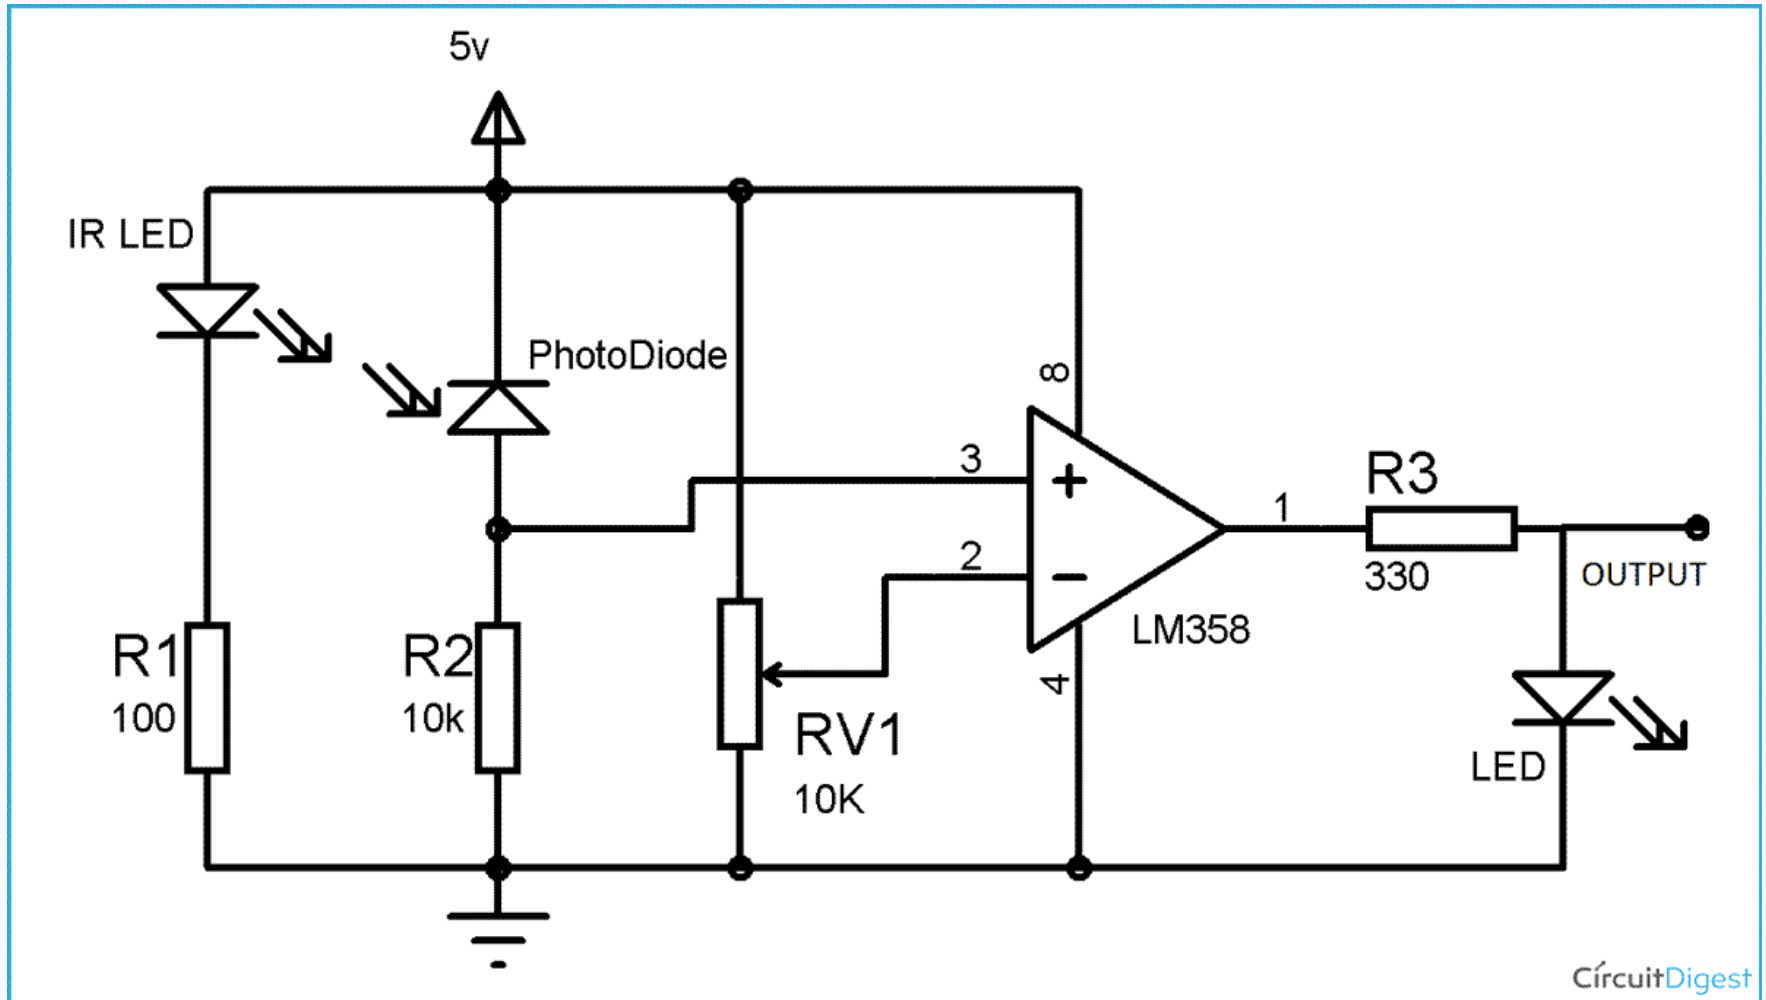 5v
IR LED
PhotoDiode
8
3
+
R3
1
2
−
330
OUTPUT
LM358
R1
100
R2
10k
4
RV1
10K
LED
CircuitDigest